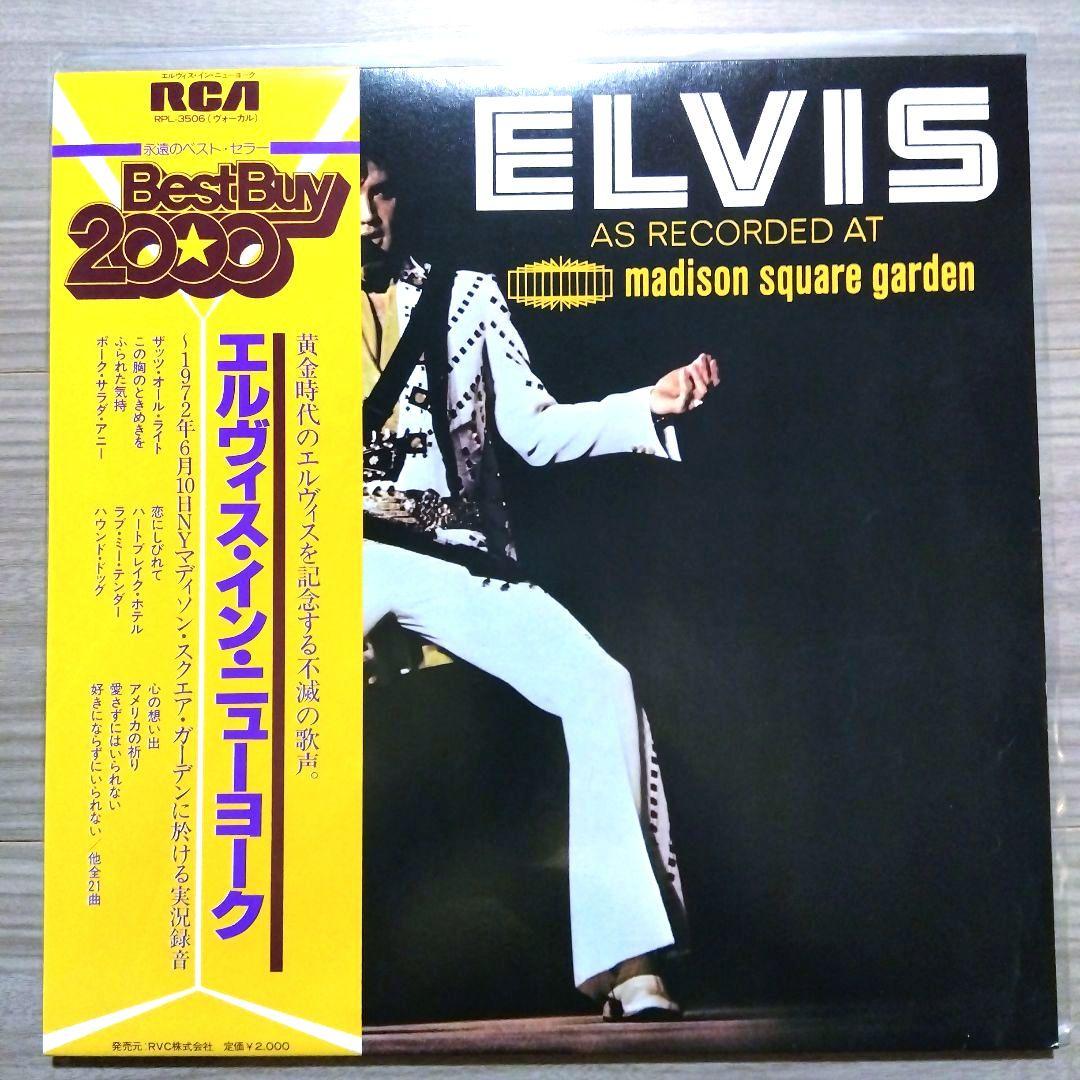 エルヴィス・イン・ニューヨーク
RCA
RPL-3506(ヴォーカル)
永遠のベスト・セラー
BestBuy
2000
黄金時代のエルヴィスを記念する不滅の歌声。
エルヴィス・イン・ニューヨーク
〜1972年6月10日NYマディソン・スクエア・ガーデンに於ける実況録音
ザッツ・オール・ライト
この胸のときめきを
ふられた気持
ポーク・サラダ・アニー
恋にしびれて
ハートブレイク・ホテル
ラブ・ミー・テンダー
ハウンド・ドッグ
心の想い出
アメリカの祈り
愛さずにはいられない
好きにならずにいられない/他全21曲
発売元:RVC株式会社 定価¥2,000
ELVIS
AS RECORDED AT
madison square garden